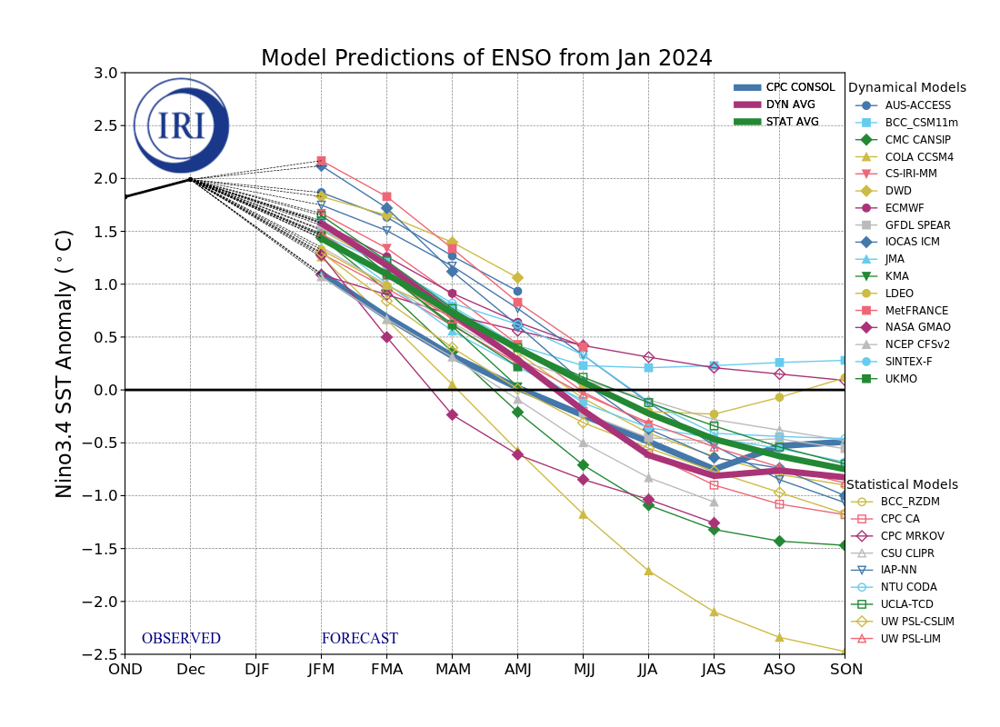 Model Predictions of ENSO from Jan 2024
Nino3.4 SST Anomaly (°C)
3.0
2.5
2.0
1.5
1.0
0.5
0.0
−0.5
−1.0
−1.5
−2.0
−2.5
IRI
CPC CONSOL
DYN AVG
STAT AVG
OBSERVED
FORECAST
OND Dec DJF JFM FMA MAM AMJ MJJ JJA JAS ASO SON
Dynamical Models
AUS-ACCESS
BCC_CSM11m
CMC CANSIP
COLA CCSM4
CS-IRI-MM
DWD
ECMWF
GFDL SPEAR
IOCAS ICM
JMA
KMA
LDEO
MetFRANCE
NASA GMAO
NCEP CFSv2
SINTEX-F
UKMO
Statistical Models
BCC_RZDM
CPC CA
CPC MRKOV
CSU CLIPR
IAP-NN
NTU CODA
UCLA-TCD
UW PSL-CSLIM
UW PSL-LIM